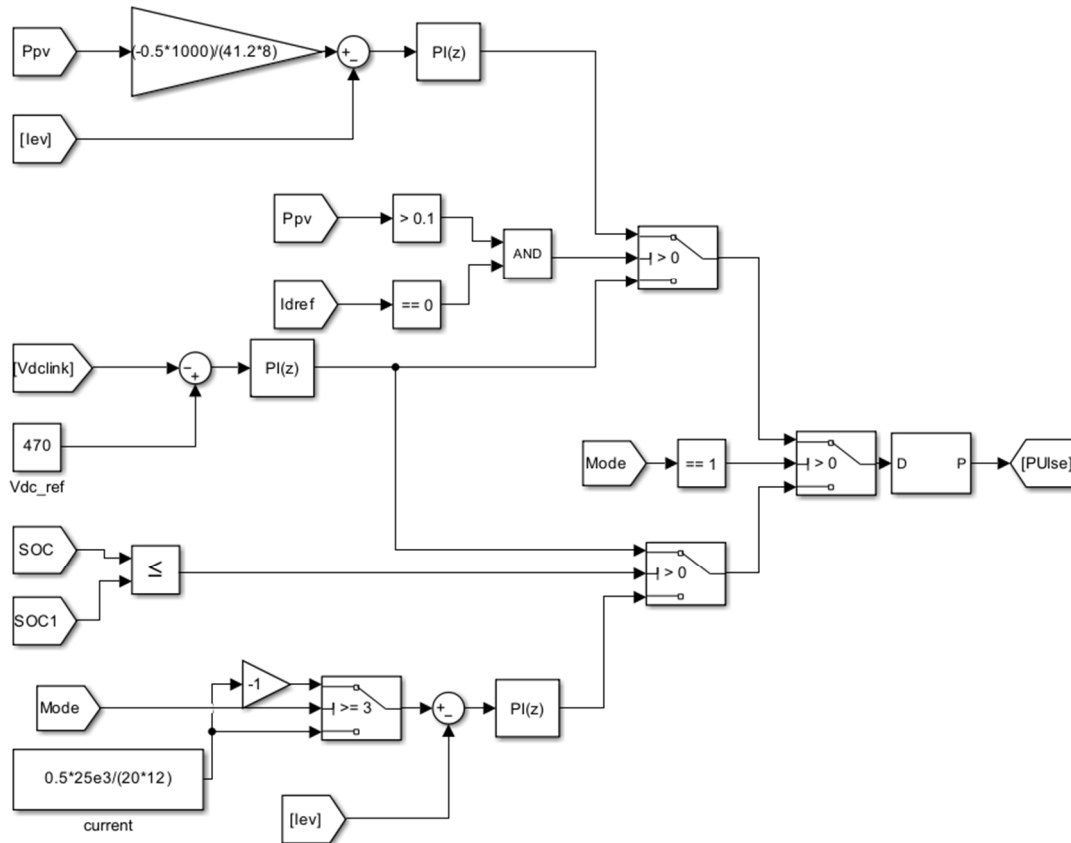 Ppv
(-0.5*1000)/(41.2*8)
+
−
PI(z)
[Iev]
Ppv
> 0.1
AND
> 0
Idref
== 0
[Vdclink]
−
+
PI(z)
470
Vdc_ref
Mode
== 1
> 0
D
P
[PUlse]
SOC
≤
> 0
SOC1
-1
Mode
>= 3
+
−
PI(z)
0.5*25e3/(20*12)
current
[Iev]